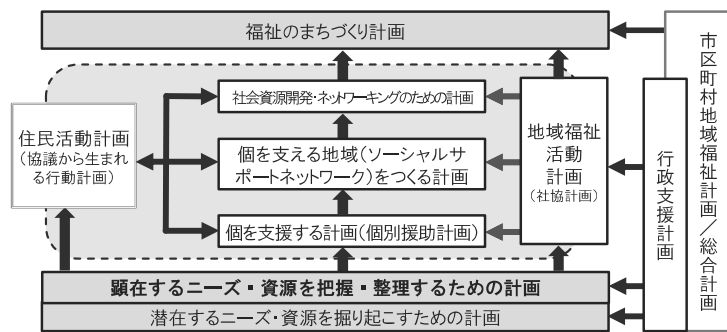 福祉のまちづくり計画
社会資源開発・ネットワーキングのための計画
住民活動計画
(協議から生まれ
る行動計画)
個を支える地域(ソーシャルサ
ポートネットワーク)をつくる計画
個を支援する計画(個別援助計画)
地域福祉
活動
計画
(社協計画)
行政支援計画
市区町村地域福祉計画/総合計画
顕在するニーズ・資源を把握・整理するための計画
潜在するニーズ・資源を掘り起こすための計画